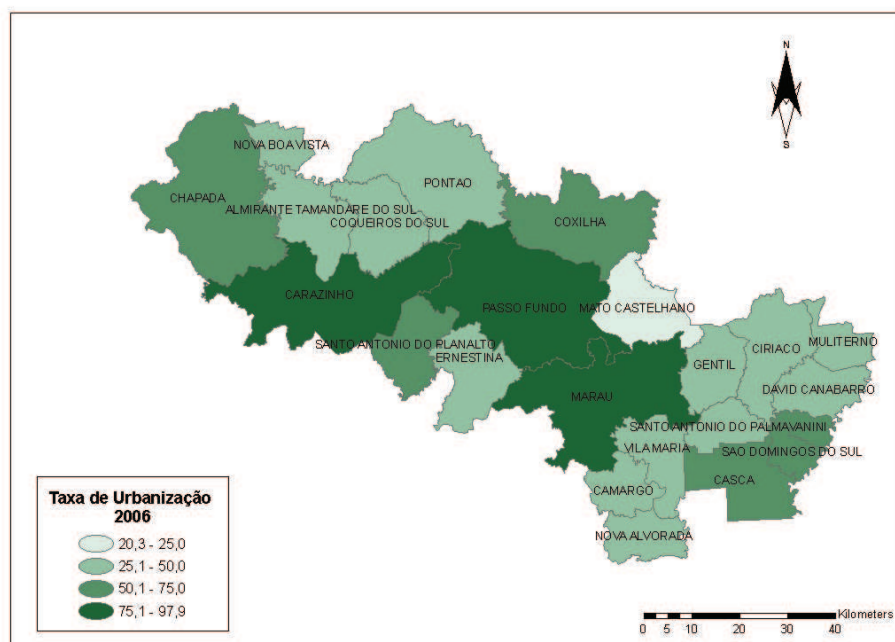 N
S
NOVA BOA VISTA
CHAPADA
PONTAO
ALMIRANTE TAMANDARE DO SUL
COQUEIROS DO SUL
COXILHA
CARAZINHO
PASSO FUNDO
MATO CASTELHANO
SANTO ANTONIO DO PLANALTO
ERNESTINA
CIRIACO
MULITERNO
GENTIL
DAVID CANABARRO
MARAU
SANTO ANTONIO DO PALMAVANINI
VILA MARIA
SAO DOMINGOS DO SUL
CASCA
CAMARGO
NOVA ALVORADA
Taxa de Urbanização
2006
20,3 - 25,0
25,1 - 50,0
50,1 - 75,0
75,1 - 97,9
Kilometers
0 5 10 20 30 40